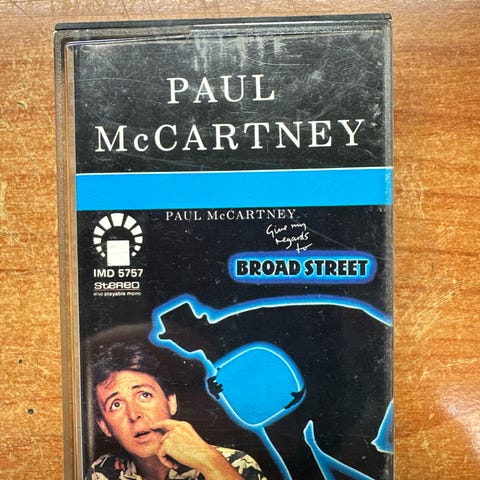 PAUL
McCARTNEY
PAUL McCARTNEY
Give my
regards
to
BROAD STREET
IMD 5757
stereo
also playable mono